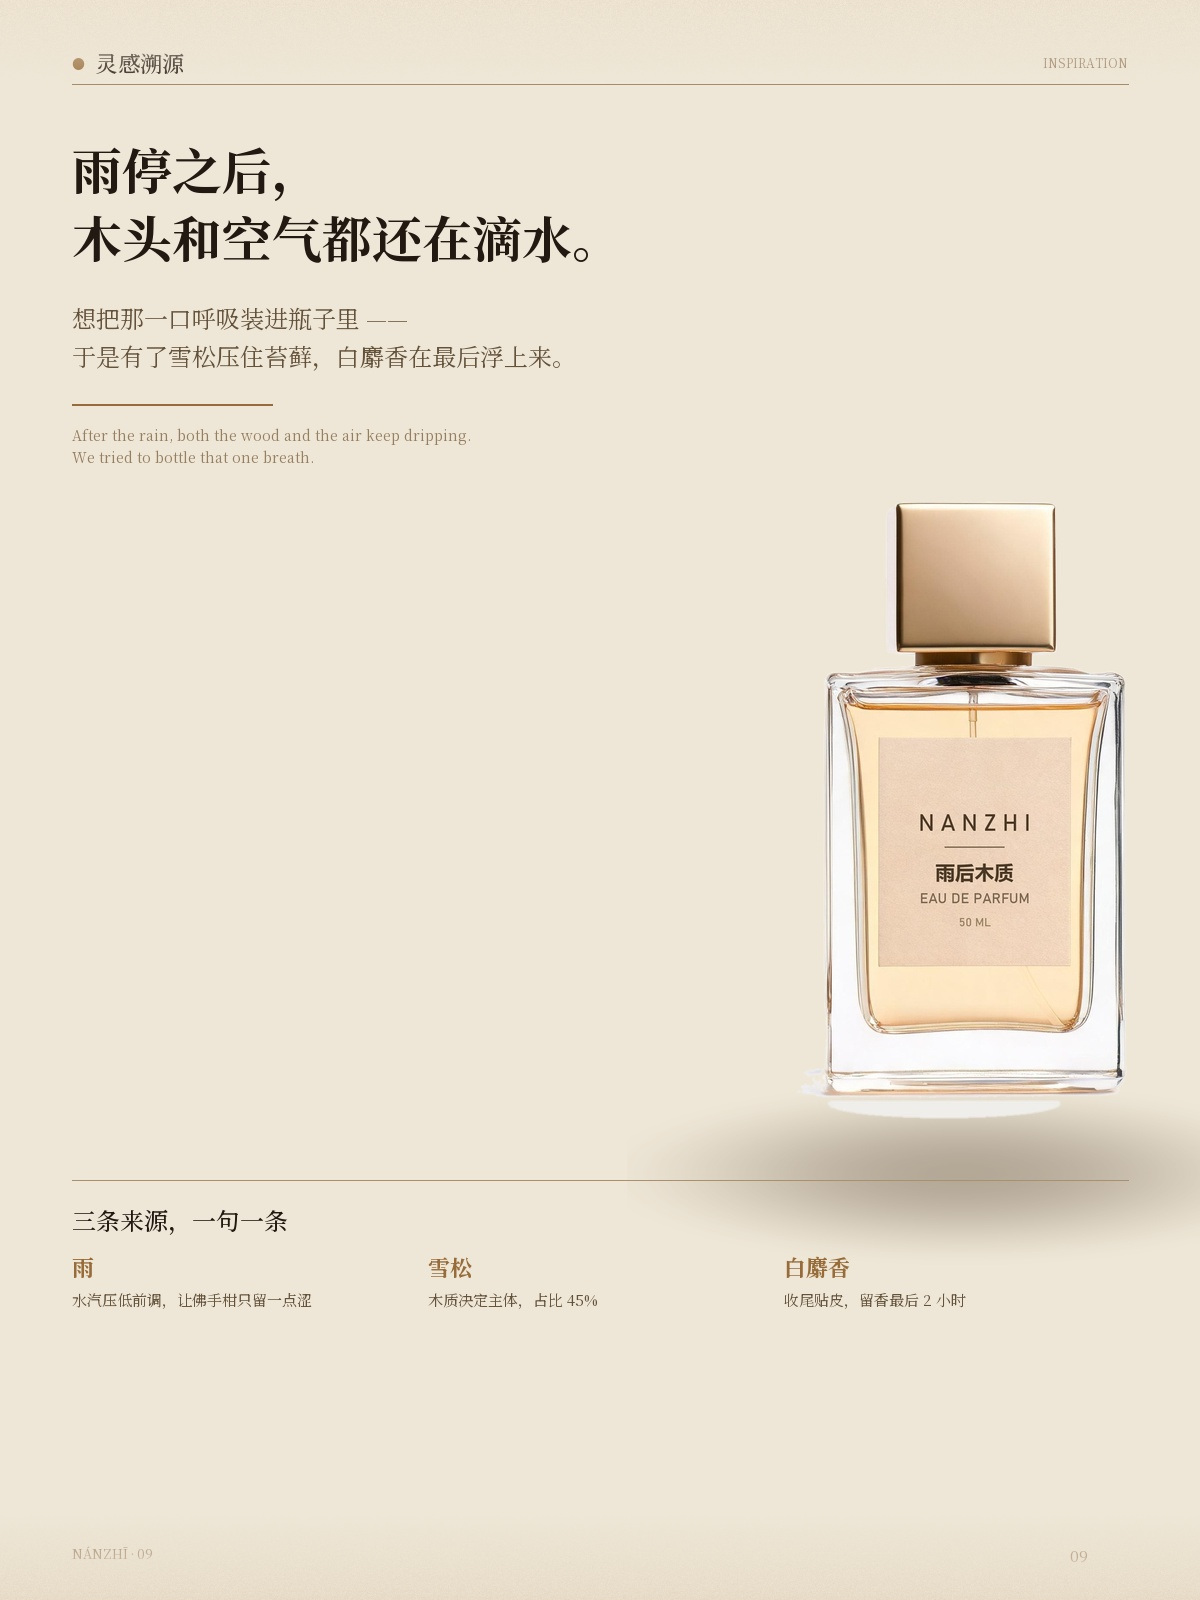 灵感溯源
INSPIRATION
雨停之后，
木头和空气都还在滴水。
想把那一口呼吸装进瓶子里 ——
于是有了雪松压住苔藓，白麝香在最后浮上来。
After the rain, both the wood and the air keep dripping.
We tried to bottle that one breath.
NANZHI
雨后木质
EAU DE PARFUM
50 ML
三条来源，一句一条
雨
水汽压低前调，让佛手柑只留一点涩
雪松
木质决定主体，占比 45%
白麝香
收尾贴皮，留香最后 2 小时
NÁNZHĪ · 09
09